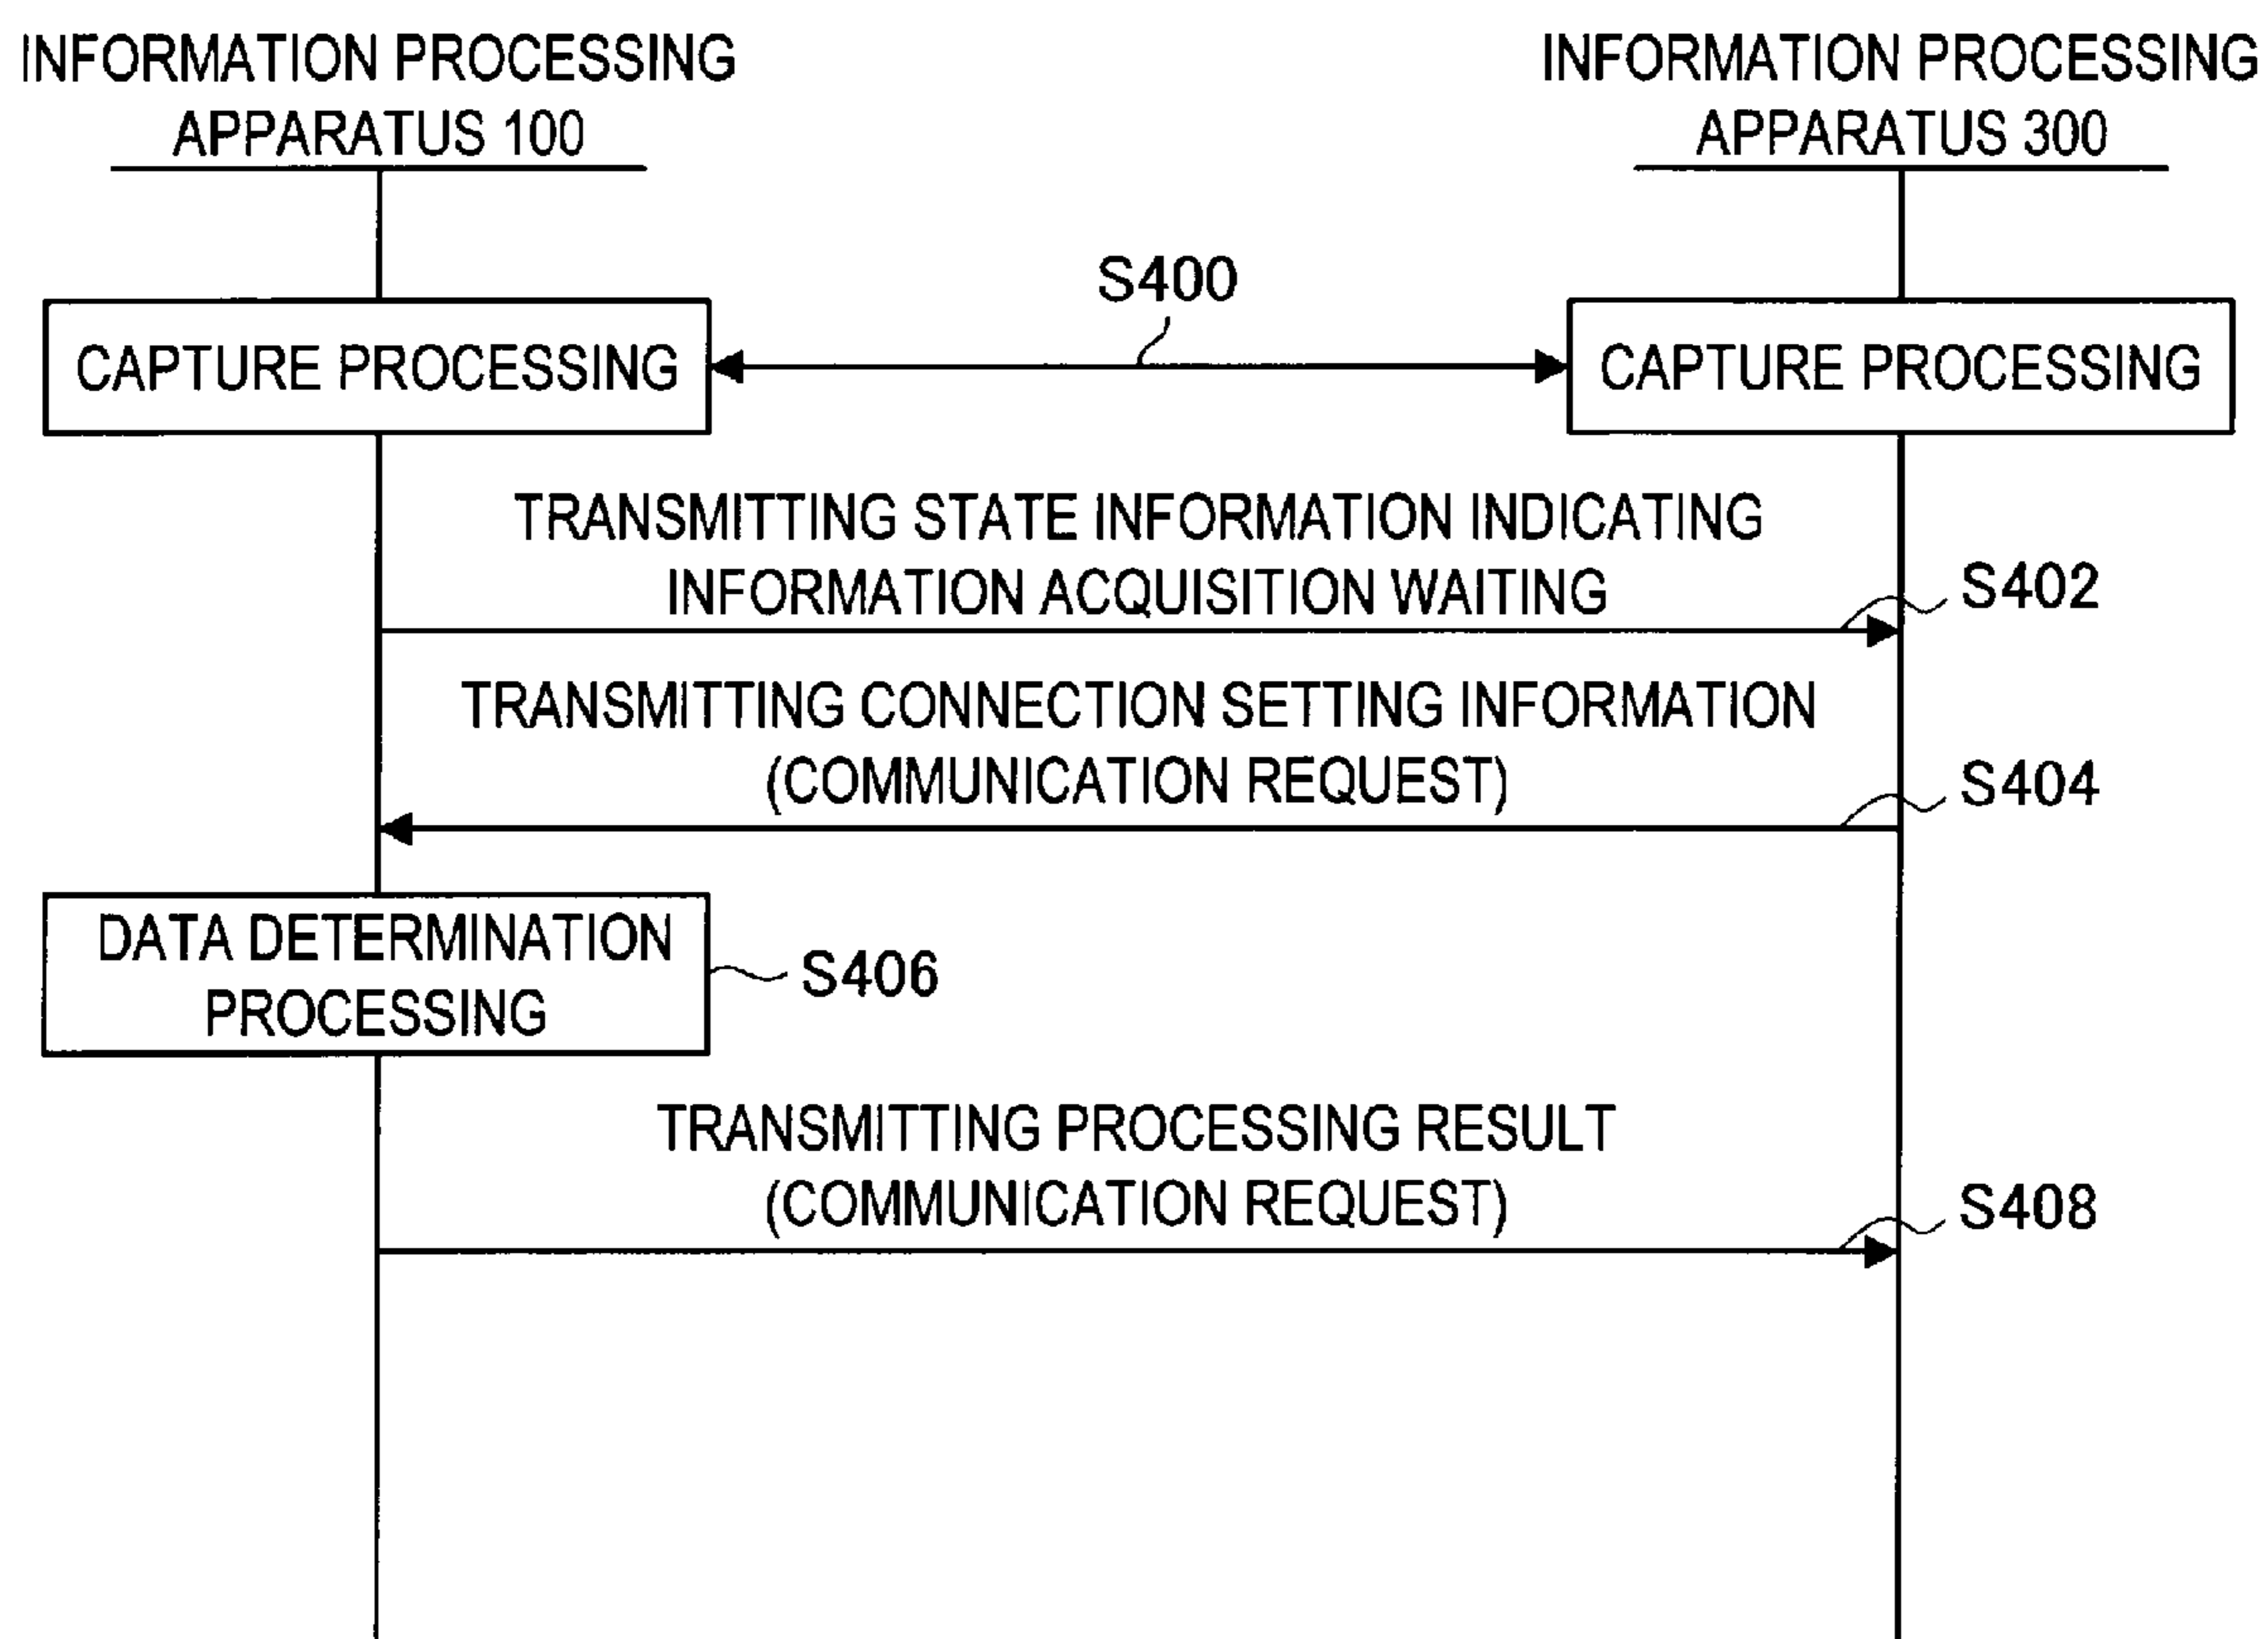 INFORMATION PROCESSING
APPARATUS 100
INFORMATION PROCESSING
APPARATUS 300
S400
CAPTURE PROCESSING
CAPTURE PROCESSING
TRANSMITTING STATE INFORMATION INDICATING
INFORMATION ACQUISITION WAITING
S402
TRANSMITTING CONNECTION SETTING INFORMATION
(COMMUNICATION REQUEST)
S404
DATA DETERMINATION
PROCESSING
S406
TRANSMITTING PROCESSING RESULT
(COMMUNICATION REQUEST)
S408